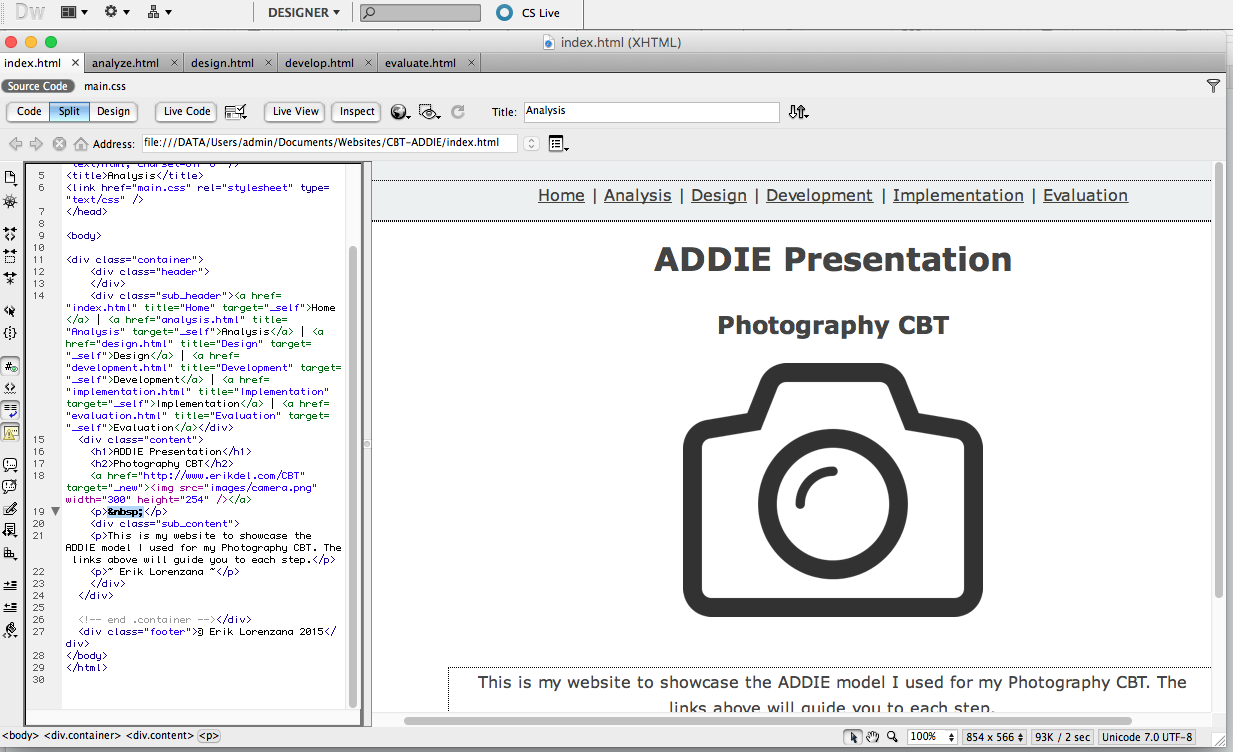 Dw DESIGNER CS Live
index.html (XHTML)
index.html × analyze.html × design.html × develop.html × evaluate.html ×
Source Code main.css
Code Split Design Live Code Live View Inspect Title: Analysis
Address: file:///DATA/Users/admin/Documents/Websites/CBT-ADDIE/index.html
5 <title>Analysis</title>
6 <link href="main.css" rel="stylesheet" type=
"text/css" />
7 </head>
8
9 <body>
10
11 <div class="container">
12 <div class="header">
13 </div>
14 <div class="sub_header"><a href=
"index.html" title="Home" target="_self">Home
</a> | <a href="analysis.html" title=
"Analysis" target="_self">Analysis</a> | <a
href="design.html" title="Design" target=
"_self">Design</a> | <a href=
"development.html" title="Development" target=
"_self">Development</a> | <a href=
"implementation.html" title="Implementation"
target="_self">Implementation</a> | <a href=
"evaluation.html" title="Evaluation" target=
"_self">Evaluation</a></div>
15 <div class="content">
16 <h1>ADDIE Presentation</h1>
17 <h2>Photography CBT</h2>
18 <a href="http://www.erikdel.com/CBT"
target="_new"><img src="images/camera.png"
width="300" height="254" /></a>
19 <p>&nbsp;</p>
20 <div class="sub_content">
21 <p>This is my website to showcase the
ADDIE model I used for my Photography CBT. The
links above will guide you to each step.</p>
22 <p>~ Erik Lorenzana ~</p>
23 </div>
24 </div>
25
26 <!-- end .container --></div>
27 <div class="footer">© Erik Lorenzana 2015</
div>
28 </body>
29 </html>
30
Home | Analysis | Design | Development | Implementation | Evaluation
ADDIE Presentation
Photography CBT
This is my website to showcase the ADDIE model I used for my Photography CBT. The
links above will guide you to each step.
<body> <div.container> <div.content> <p> 100% 854 x 566 93K / 2 sec Unicode 7.0 UTF-8